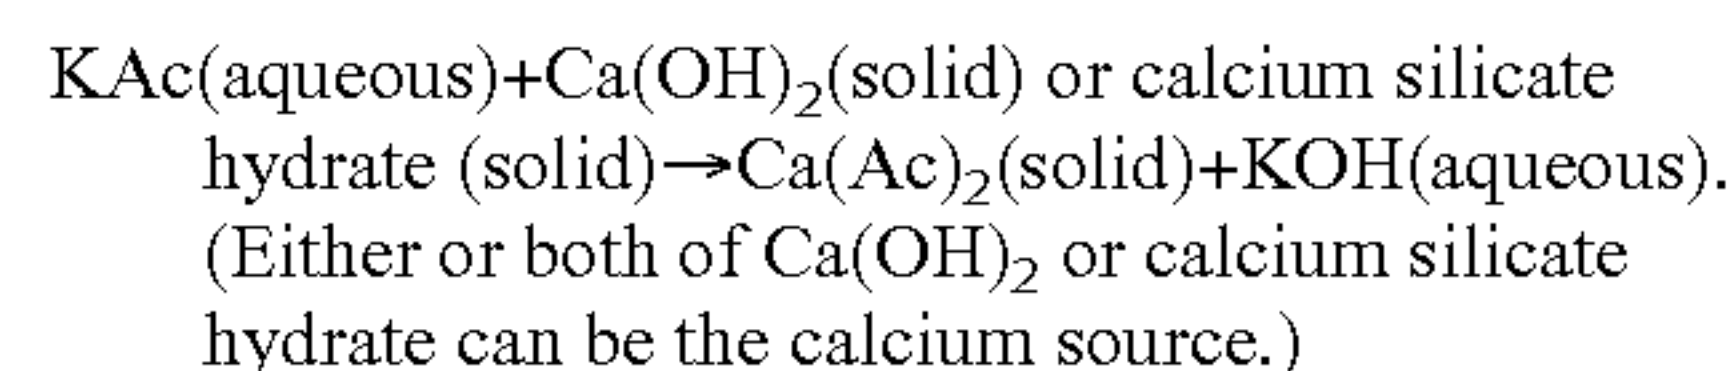 KAc(aqueous)+Ca(OH)₂(solid) or calcium silicate
hydrate (solid)→Ca(Ac)₂(solid)+KOH(aqueous).
(Either or both of Ca(OH)₂ or calcium silicate
hydrate can be the calcium source.)